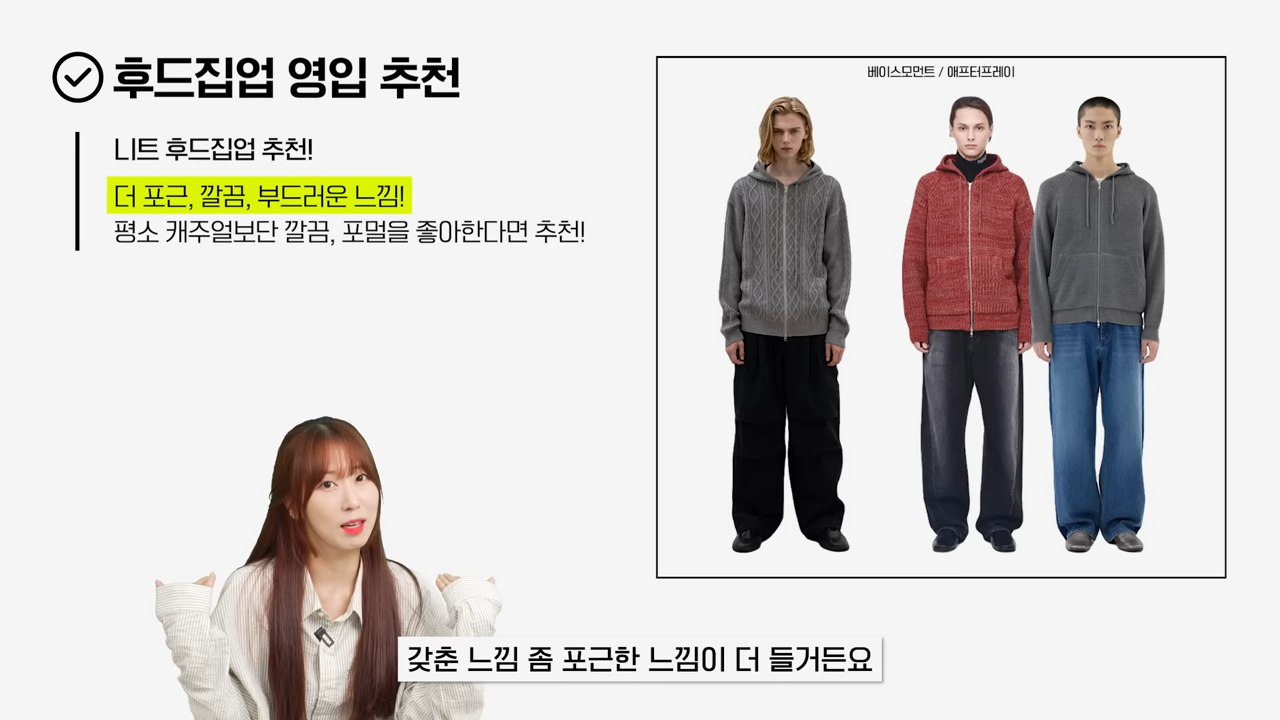 후드집업 영입 추천
니트 후드집업 추천!
더 포근, 깔끔, 부드러운 느낌!
평소 캐주얼보단 깔끔, 포멀을 좋아한다면 추천!
베이스모먼트 / 애프터프레이
갖춘 느낌 좀 포근한 느낌이 더 들거든요